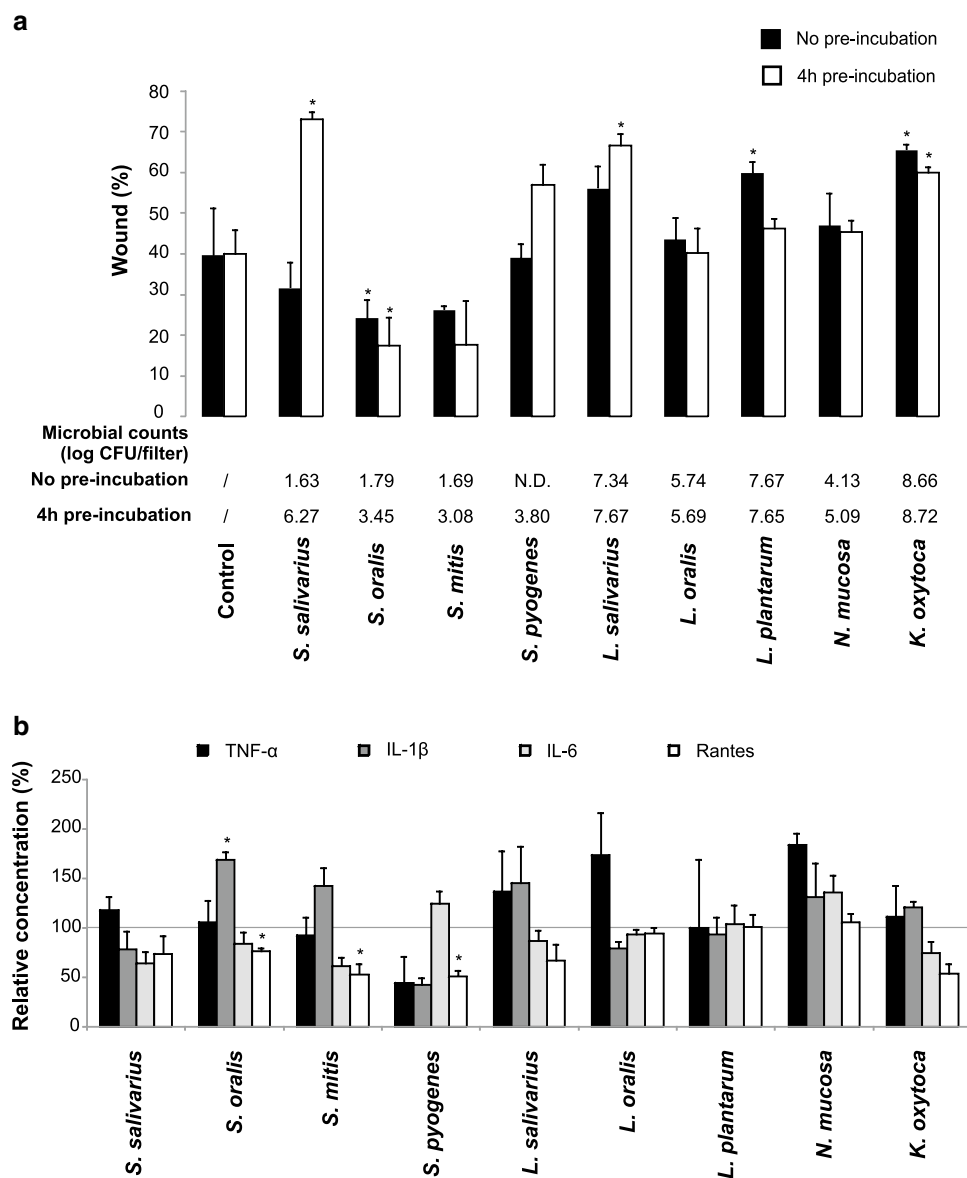 a
No pre-incubation
4h pre-incubation
Wound (%)
80
70
60
50
40
30
20
10
0
* * * * * * *
Microbial counts
(log CFU/filter)
No pre-incubation / 1.63 1.79 1.69 N.D. 7.34 5.74 7.67 4.13 8.66
4h pre-incubation / 6.27 3.45 3.08 3.80 7.67 5.69 7.65 5.09 8.72
Control
S. salivarius
S. oralis
S. mitis
S. pyogenes
L. salivarius
L. oralis
L. plantarum
N. mucosa
K. oxytoca
b
TNF-α IL-1β IL-6 Rantes
Relative concentration (%)
250
200
150
100
50
0
* * * *
S. salivarius
S. oralis
S. mitis
S. pyogenes
L. salivarius
L. oralis
L. plantarum
N. mucosa
K. oxytoca